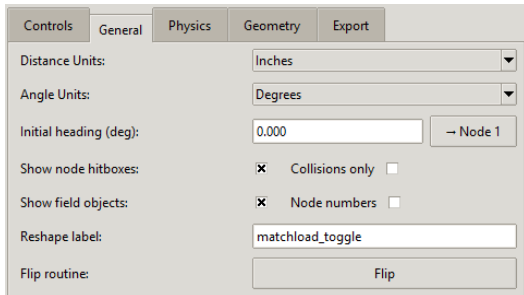 Controls General Physics Geometry Export
Distance Units: Inches
Angle Units: Degrees
Initial heading (deg): 0.000 → Node 1
Show node hitboxes: Collisions only
Show field objects: Node numbers
Reshape label: matchload_toggle
Flip routine: Flip